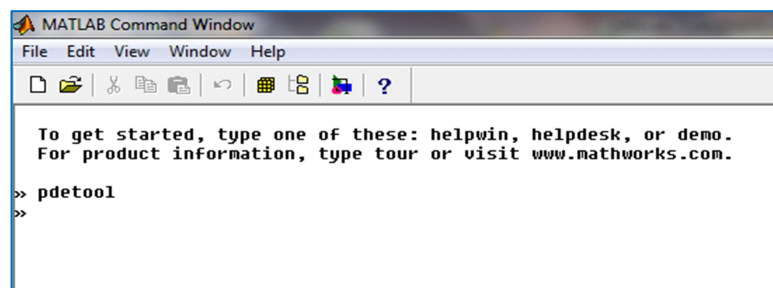 MATLAB Command Window
File Edit View Window Help
?
To get started, type one of these: helpwin, helpdesk, or demo.
For product information, type tour or visit www.mathworks.com.
» pdetool
»